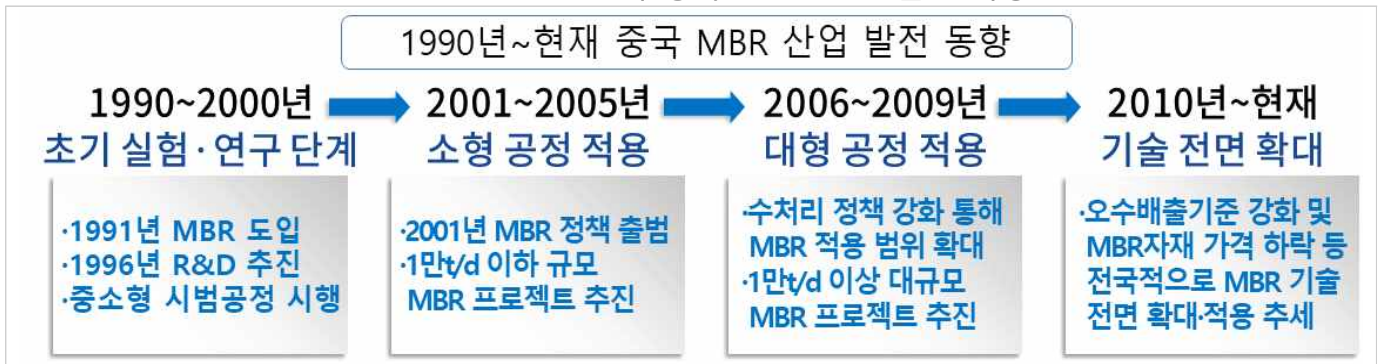 1990년~현재 중국 MBR 산업 발전 동향
1990~2000년
초기 실험·연구 단계
·1991년 MBR 도입
·1996년 R&D 추진
·중소형 시범공정 시행
2001~2005년
소형 공정 적용
·2001년 MBR 정책 출범
·1만t/d 이하 규모
MBR 프로젝트 추진
2006~2009년
대형 공정 적용
·수처리 정책 강화 통해
MBR 적용 범위 확대
·1만t/d 이상 대규모
MBR 프로젝트 추진
2010년~현재
기술 전면 확대
·오수배출기준 강화 및
MBR자재 가격 하락 등
전국적으로 MBR 기술
전면 확대·적용 추세